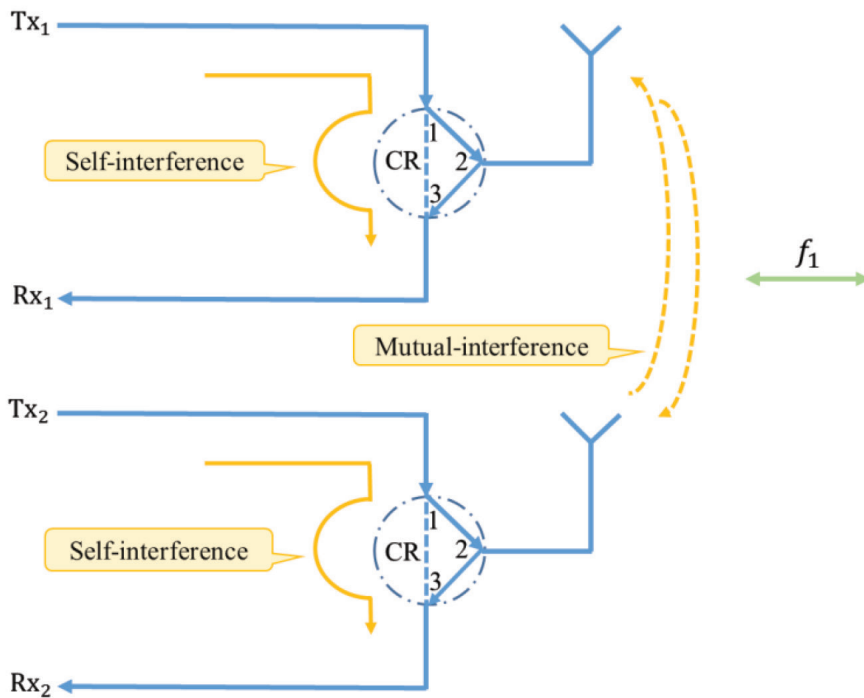 Tx₁
1
CR
2
3
Self-interference
Rx₁
f₁
Mutual-interference
Tx₂
1
CR
2
3
Self-interference
Rx₂